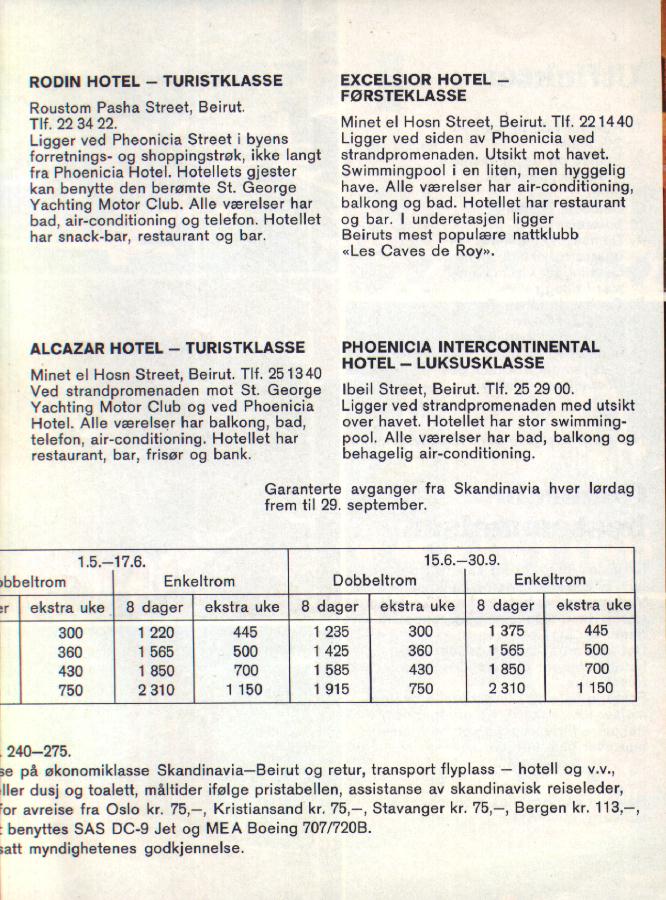 RODIN HOTEL – TURISTKLASSE
Roustom Pasha Street, Beirut.
Tlf. 22 34 22.
Ligger ved Pheonicia Street i byens
forretnings- og shoppingstrøk, ikke langt
fra Phoenicia Hotel. Hotellets gjester
kan benytte den berømte St. George
Yachting Motor Club. Alle værelser har
bad, air-conditioning og telefon. Hotellet
har snack-bar, restaurant og bar.
EXCELSIOR HOTEL –
FØRSTEKLASSE
Minet el Hosn Street, Beirut. Tlf. 22 14 40
Ligger ved siden av Phoenicia ved
strandpromenaden. Utsikt mot havet.
Swimmingpool i en liten, men hyggelig
have. Alle værelser har air-conditioning,
balkong og bad. Hotellet har restaurant
og bar. I underetasjen ligger
Beiruts mest populære nattklubb
«Les Caves de Roy».
ALCAZAR HOTEL – TURISTKLASSE
Minet el Hosn Street, Beirut. Tlf. 25 13 40
Ved strandpromenaden mot St. George
Yachting Motor Club og ved Phoenicia
Hotel. Alle værelser har balkong, bad,
telefon, air-conditioning. Hotellet har
restaurant, bar, frisør og bank.
PHOENICIA INTERCONTINENTAL
HOTEL – LUKSUSKLASSE
Ibeil Street, Beirut. Tlf. 25 29 00.
Ligger ved strandpromenaden med utsikt
over havet. Hotellet har stor swimming-
pool. Alle værelser har bad, balkong og
behagelig air-conditioning.
Garanterte avganger fra Skandinavia hver lørdag
frem til 29. september.
1.5.–17.6. 15.6.–30.9.
obbeltrom Enkeltrom Dobbeltrom Enkeltrom
er ekstra uke 8 dager ekstra uke 8 dager ekstra uke 8 dager ekstra uke
300 1 220 445 1 235 300 1 375 445
360 1 565 500 1 425 360 1 565 500
430 1 850 700 1 585 430 1 850 700
750 2 310 1 150 1 915 750 2 310 1 150
. 240–275.
se på økonomiklasse Skandinavia–Beirut og retur, transport flyplass – hotell og v.v.,
ller dusj og toalett, måltider ifølge pristabellen, assistanse av skandinavisk reiseleder,
for avreise fra Oslo kr. 75,–, Kristiansand kr. 75,–, Stavanger kr. 75,–, Bergen kr. 113,–,
t benyttes SAS DC-9 Jet og MEA Boeing 707/720B.
satt myndighetenes godkjennelse.